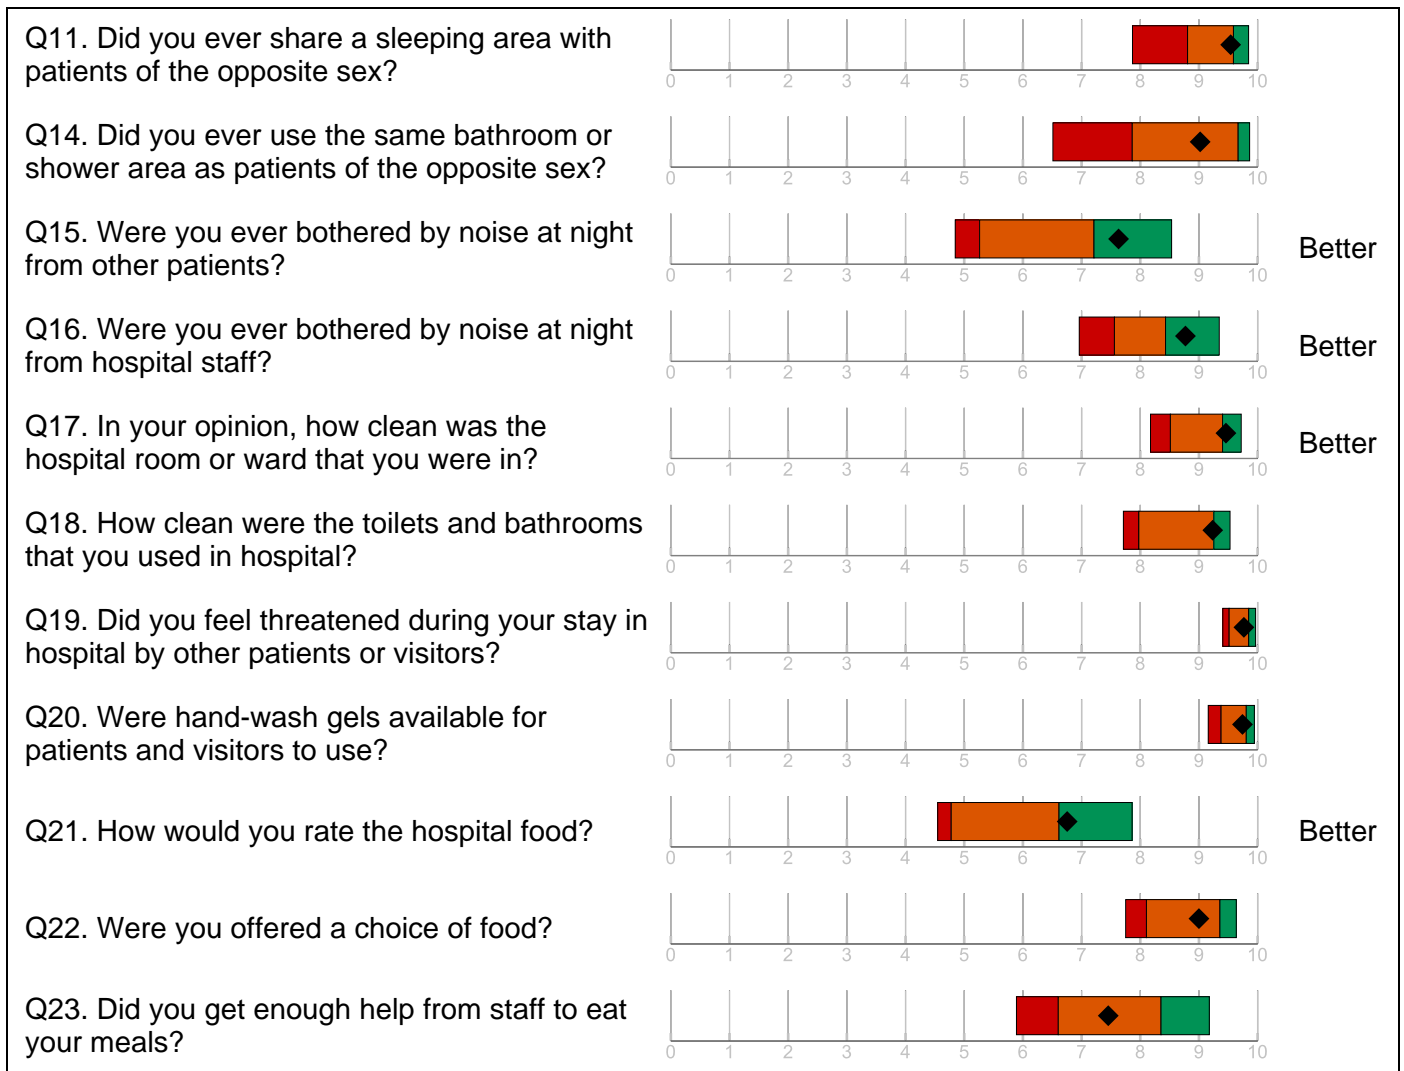 Q11. Did you ever share a sleeping area with
patients of the opposite sex?
0 1 2 3 4 5 6 7 8 9 10
Q14. Did you ever use the same bathroom or
shower area as patients of the opposite sex?
0 1 2 3 4 5 6 7 8 9 10
Q15. Were you ever bothered by noise at night
from other patients?
Better
0 1 2 3 4 5 6 7 8 9 10
Q16. Were you ever bothered by noise at night
from hospital staff?
Better
0 1 2 3 4 5 6 7 8 9 10
Q17. In your opinion, how clean was the
hospital room or ward that you were in?
Better
0 1 2 3 4 5 6 7 8 9 10
Q18. How clean were the toilets and bathrooms
that you used in hospital?
0 1 2 3 4 5 6 7 8 9 10
Q19. Did you feel threatened during your stay in
hospital by other patients or visitors?
0 1 2 3 4 5 6 7 8 9 10
Q20. Were hand-wash gels available for
patients and visitors to use?
0 1 2 3 4 5 6 7 8 9 10
Q21. How would you rate the hospital food?
Better
0 1 2 3 4 5 6 7 8 9 10
Q22. Were you offered a choice of food?
0 1 2 3 4 5 6 7 8 9 10
Q23. Did you get enough help from staff to eat
your meals?
0 1 2 3 4 5 6 7 8 9 10